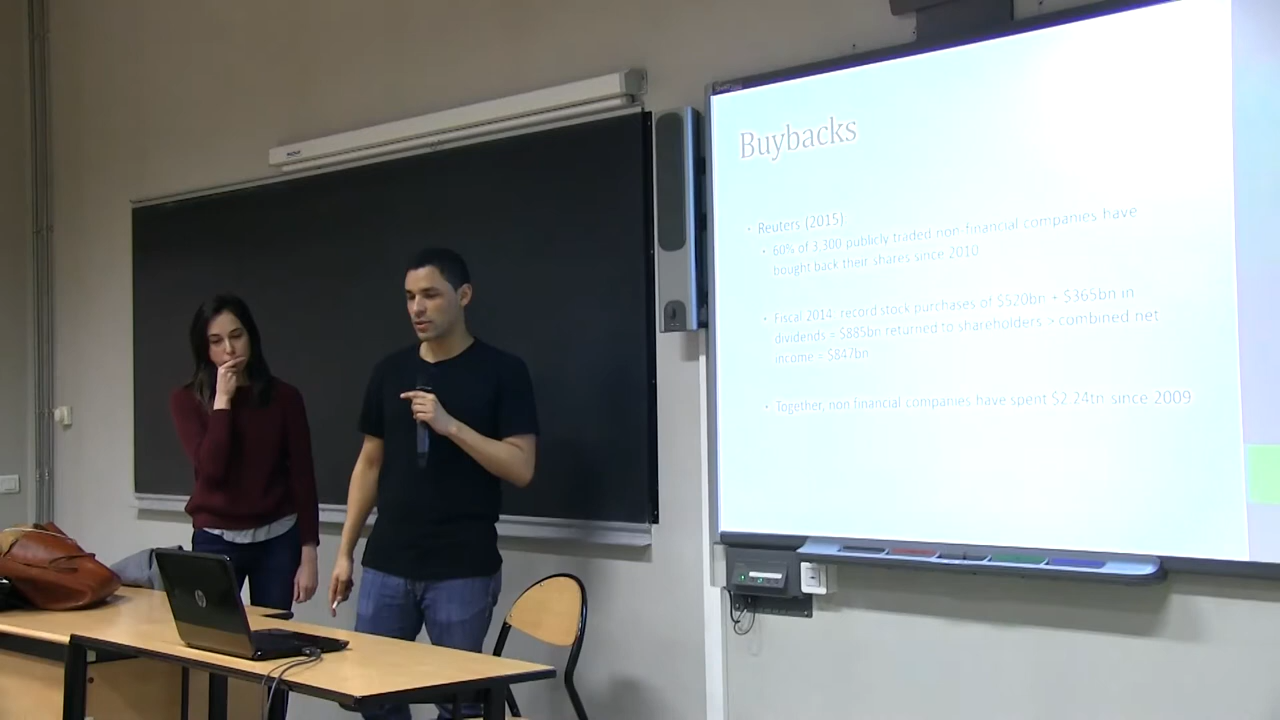 Buybacks
• Reuters (2015)
• 60% of 3,300 publicly traded non-financial companies have
bought back their shares since 2010
• Fiscal 2014: record stock purchases of $520bn + $365bn in
dividends = $885bn returned to shareholders > combined net
income = $847bn
• Together, non financial companies have spent $2.24tn since 2009
hp